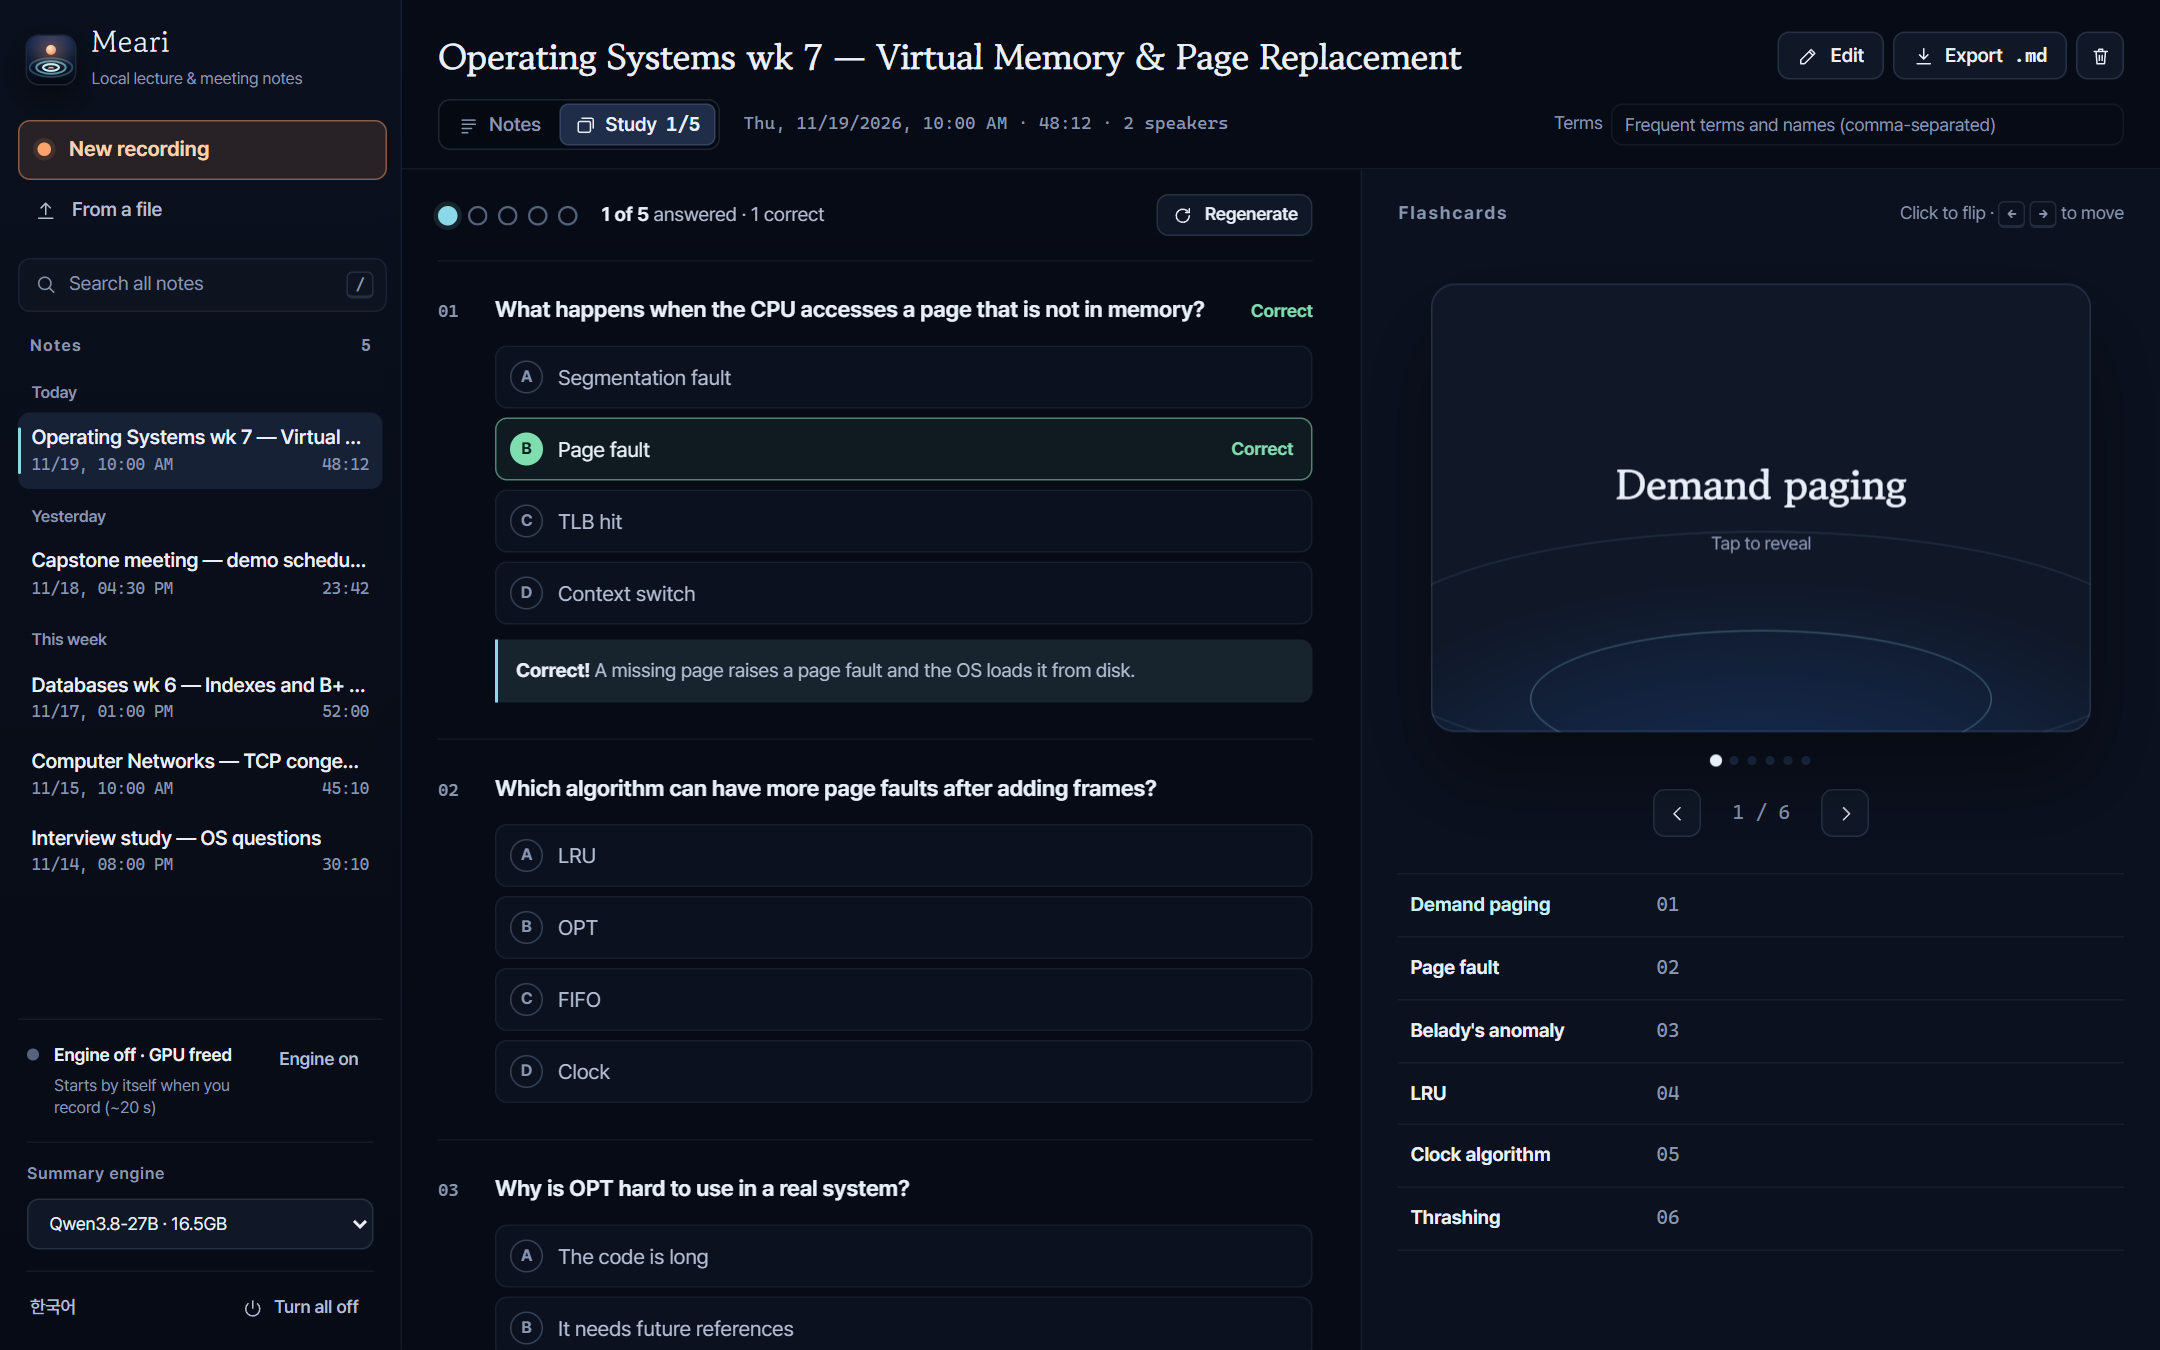 Meari
Local lecture & meeting notes
New recording
From a file
Search all notes /
Notes 5
Today
Operating Systems wk 7 — Virtual ...
11/19, 10:00 AM 48:12
Yesterday
Capstone meeting — demo schedu...
11/18, 04:30 PM 23:42
This week
Databases wk 6 — Indexes and B+ ...
11/17, 01:00 PM 52:00
Computer Networks — TCP conge...
11/15, 10:00 AM 45:10
Interview study — OS questions
11/14, 08:00 PM 30:10
Engine off · GPU freed Engine on
Starts by itself when you
record (~20 s)
Summary engine
Qwen3.8-27B · 16.5GB
한국어 Turn all off
Operating Systems wk 7 — Virtual Memory & Page Replacement
Edit Export .md
Notes Study 1/5 Thu, 11/19/2026, 10:00 AM · 48:12 · 2 speakers
Terms Frequent terms and names (comma-separated)
1 of 5 answered · 1 correct Regenerate
01 What happens when the CPU accesses a page that is not in memory? Correct
A Segmentation fault
B Page fault Correct
C TLB hit
D Context switch
Correct! A missing page raises a page fault and the OS loads it from disk.
02 Which algorithm can have more page faults after adding frames?
A LRU
B OPT
C FIFO
D Clock
03 Why is OPT hard to use in a real system?
A The code is long
B It needs future references
Flashcards Click to flip · ← → to move
Demand paging
Tap to reveal
1 / 6
Demand paging 01
Page fault 02
Belady's anomaly 03
LRU 04
Clock algorithm 05
Thrashing 06